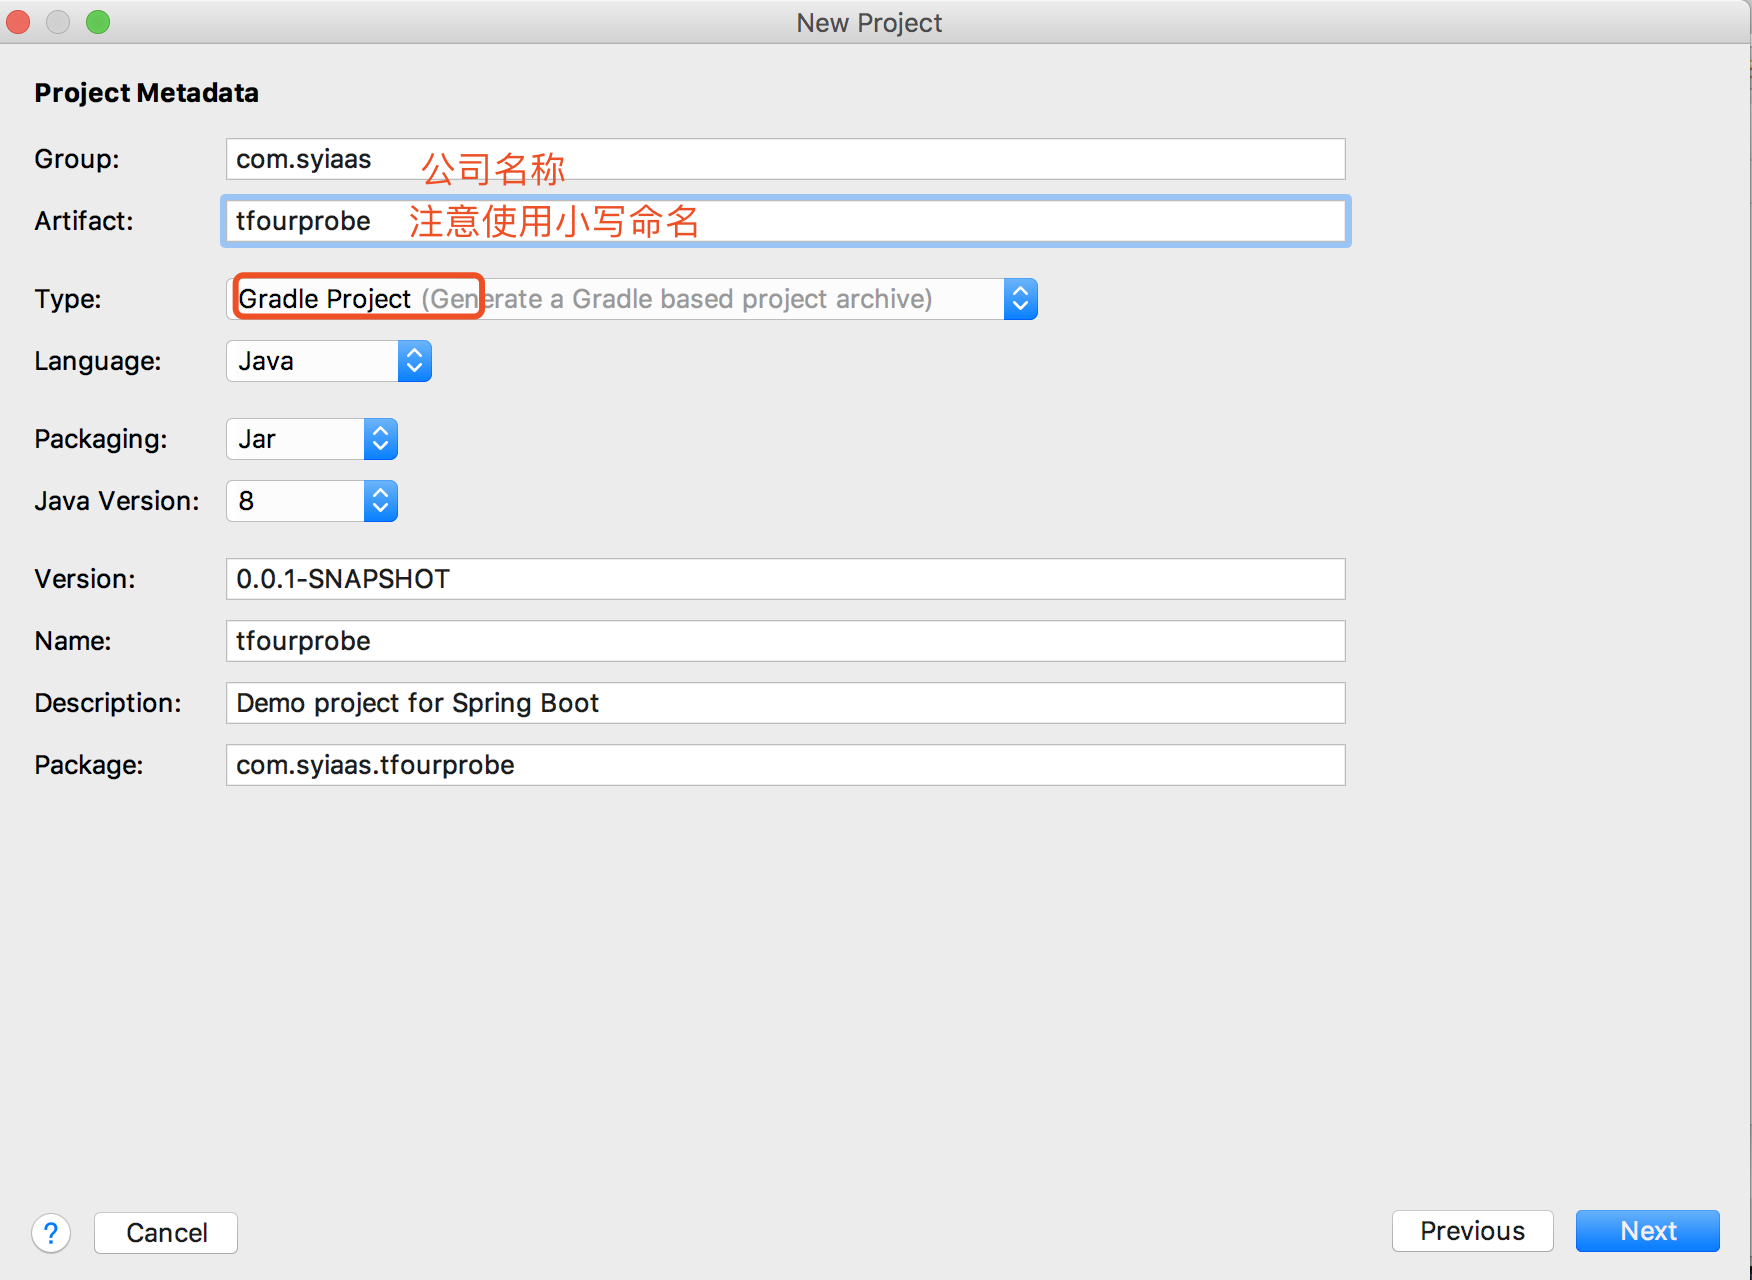 New Project
Project Metadata
Group: com.syiaas 公司名称
Artifact: tfourprobe 注意使用小写命名
Type: Gradle Project (Generate a Gradle based project archive)
Language: Java
Packaging: Jar
Java Version: 8
Version: 0.0.1-SNAPSHOT
Name: tfourprobe
Description: Demo project for Spring Boot
Package: com.syiaas.tfourprobe
? Cancel Previous Next